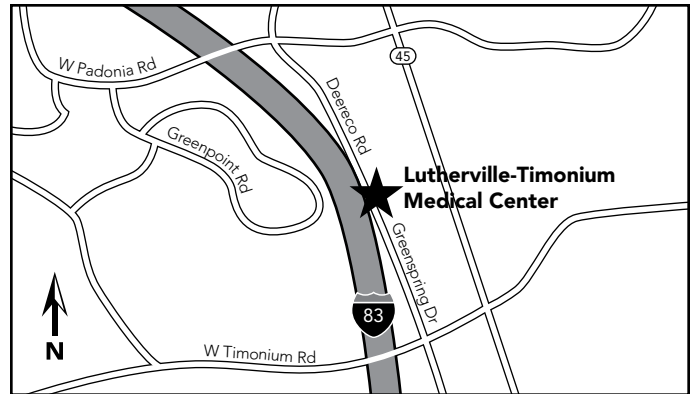 45
W Padonia Rd
Deereco Rd
Greenpoint Rd
Lutherville-Timonium
Medical Center
Greenspring Dr
83
N
W Timonium Rd